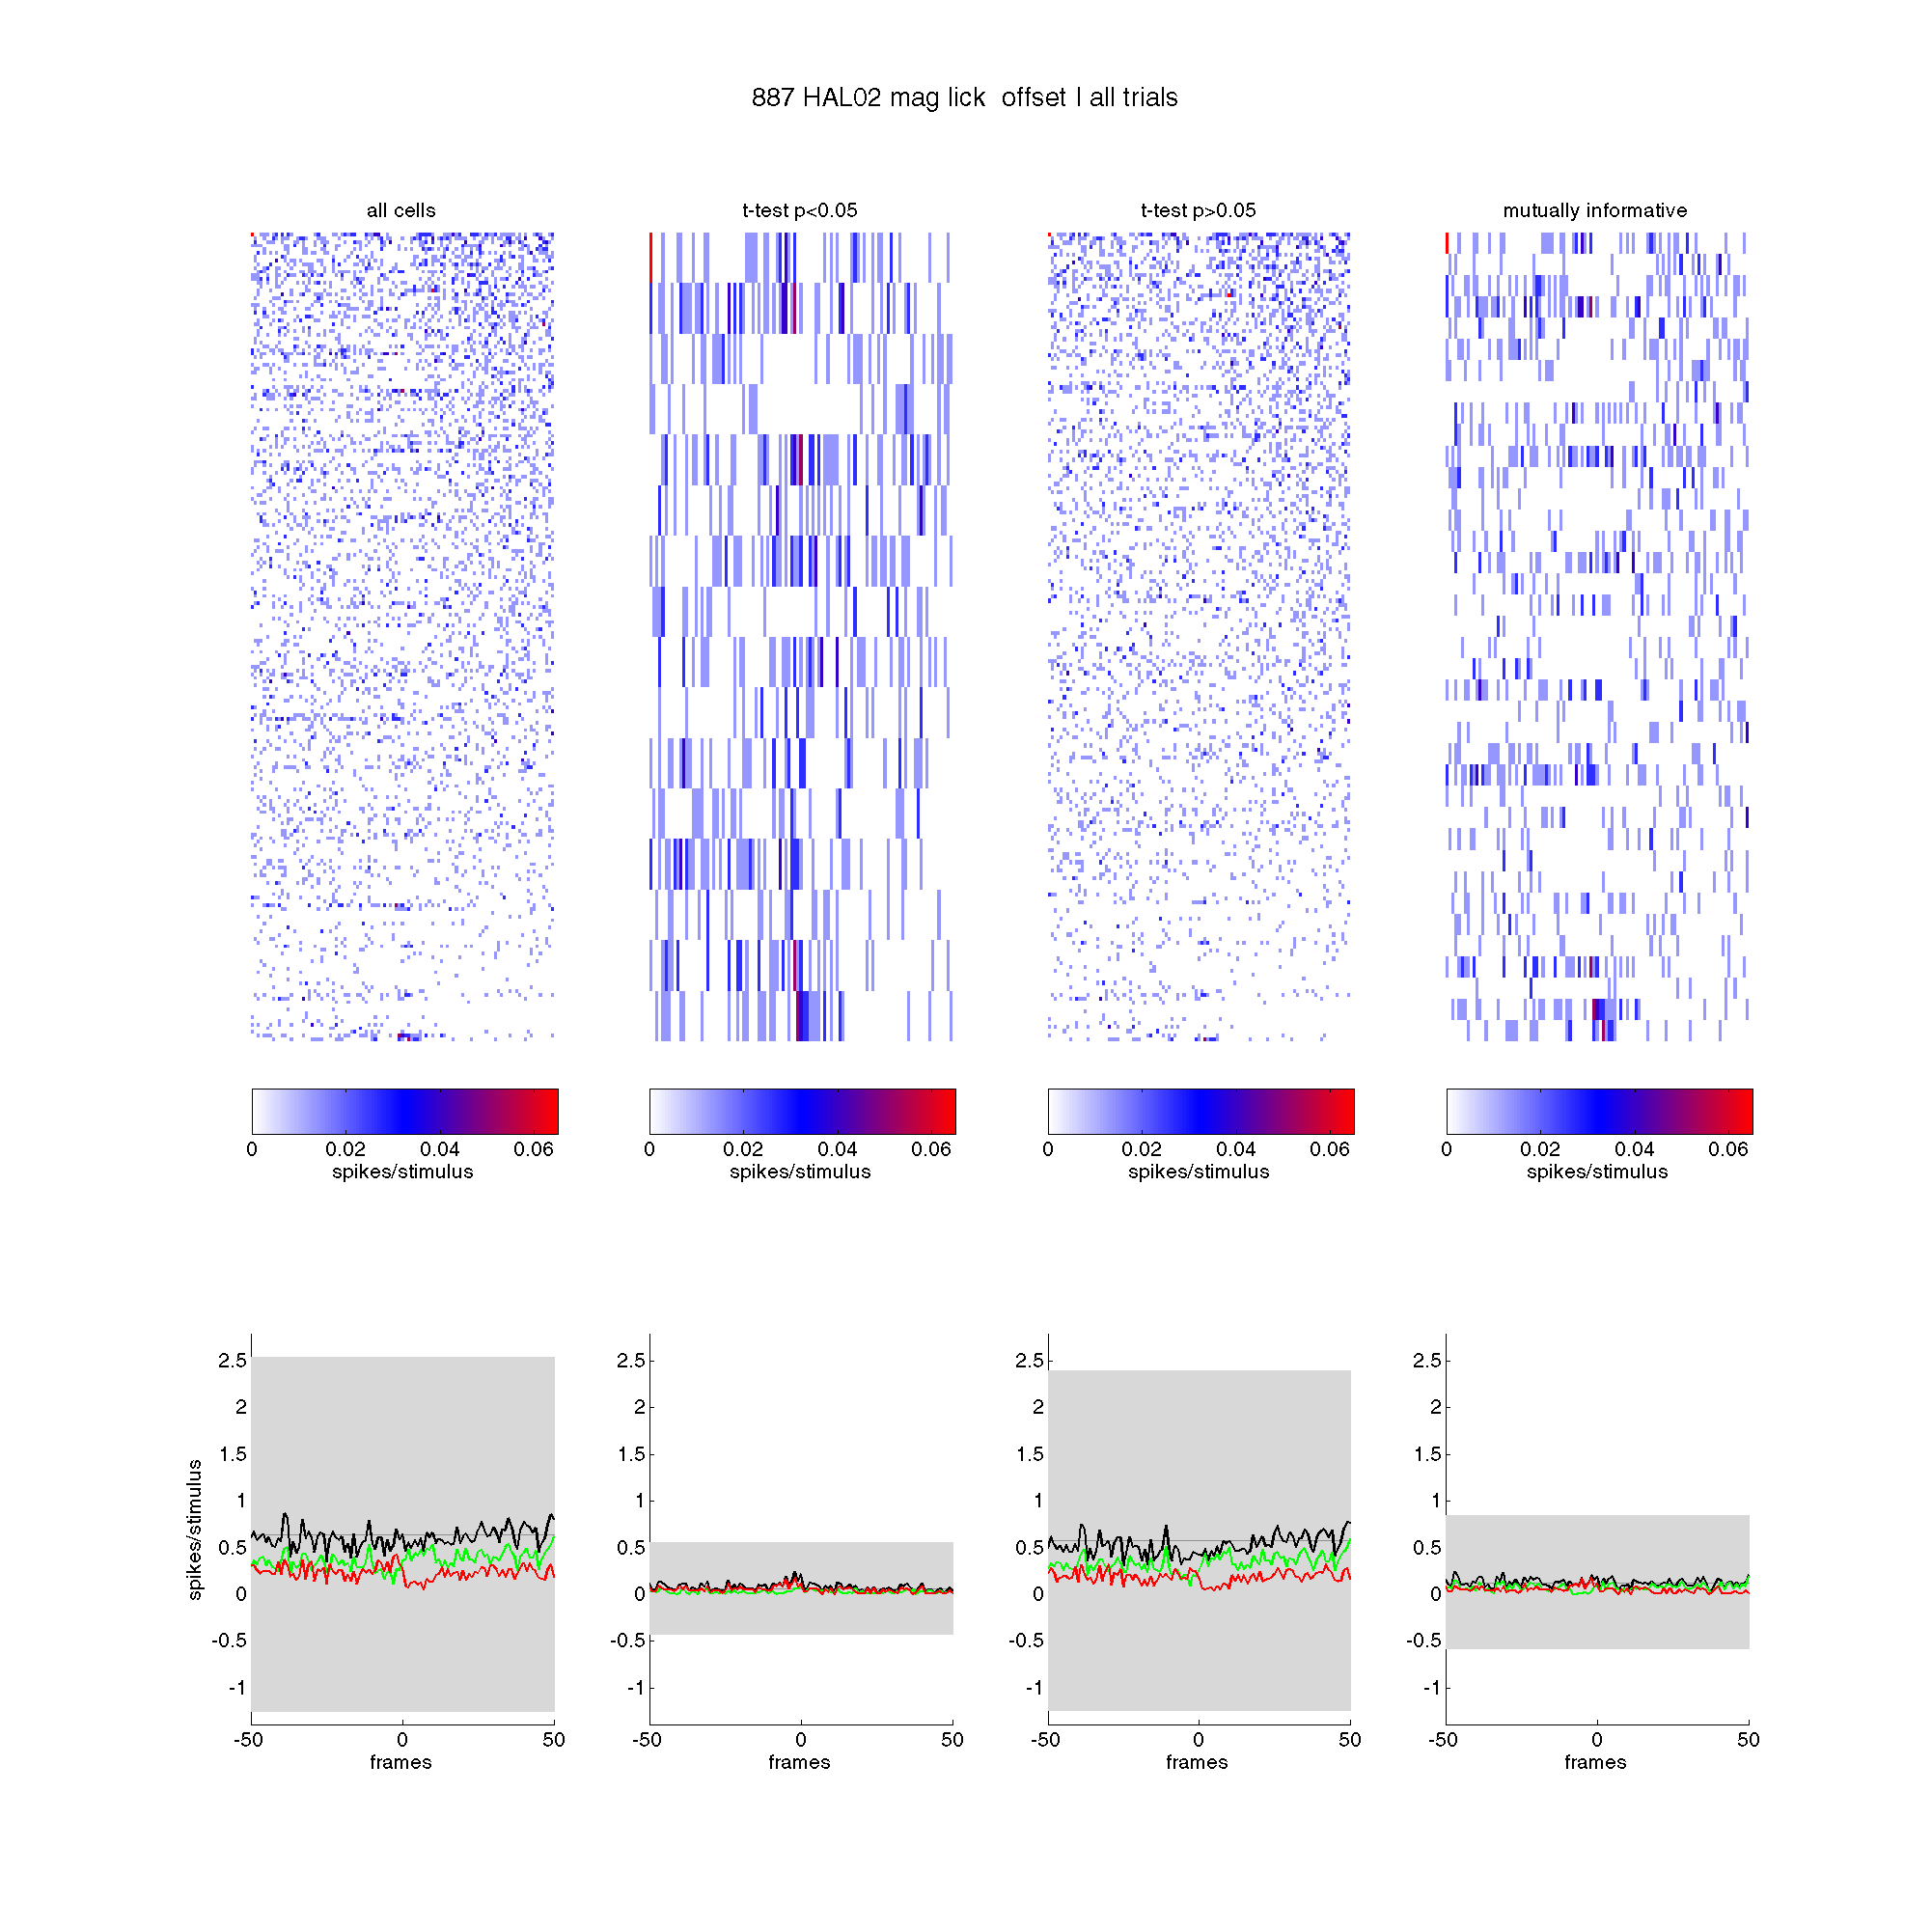 887 HAL02 mag lick  offset I all trials
all cells
t-test p<0.05
t-test p>0.05
mutually informative
0 0.02 0.04 0.06
spikes/stimulus
0 0.02 0.04 0.06
spikes/stimulus
0 0.02 0.04 0.06
spikes/stimulus
0 0.02 0.04 0.06
spikes/stimulus
spikes/stimulus
2.5
2
1.5
1
0.5
0
-0.5
-1
-50 0 50
frames
2.5
2
1.5
1
0.5
0
-0.5
-1
-50 0 50
frames
2.5
2
1.5
1
0.5
0
-0.5
-1
-50 0 50
frames
2.5
2
1.5
1
0.5
0
-0.5
-1
-50 0 50
frames